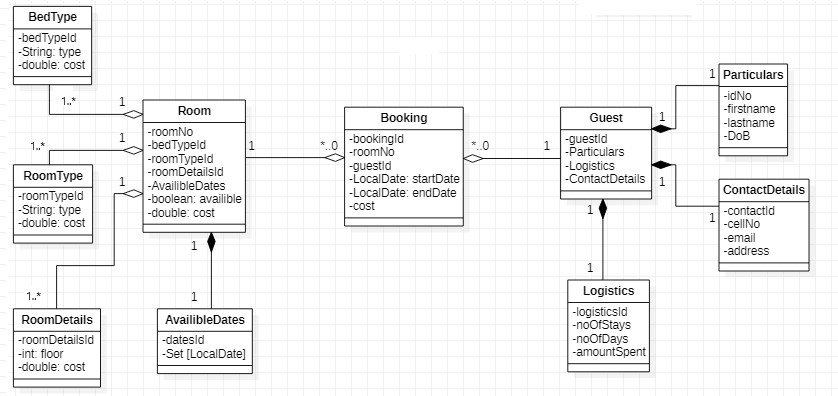 BedType
-bedTypeId
-String: type
-double: cost
1..*
1
Room
-roomNo
-bedTypeId
-roomTypeId
-roomDetailsId
-AvailibleDates
-boolean: availible
-double: cost
1..*
1
RoomType
-roomTypeId
-String: type
-double: cost
1
1..*
RoomDetails
-roomDetailsId
-int: floor
-double: cost
1
1
AvailibleDates
-datesId
-Set [LocalDate]
1
*..0
Booking
-bookingId
-roomNo
-guestId
-LocalDate: startDate
-LocalDate: endDate
-cost
*..0
1
Guest
-guestId
-Particulars
-Logistics
-ContactDetails
1
1
Particulars
-idNo
-firstname
-lastname
-DoB
1
1
ContactDetails
-contactId
-cellNo
-email
-address
1
1
Logistics
-logisticsId
-noOfStays
-noOfDays
-amountSpent